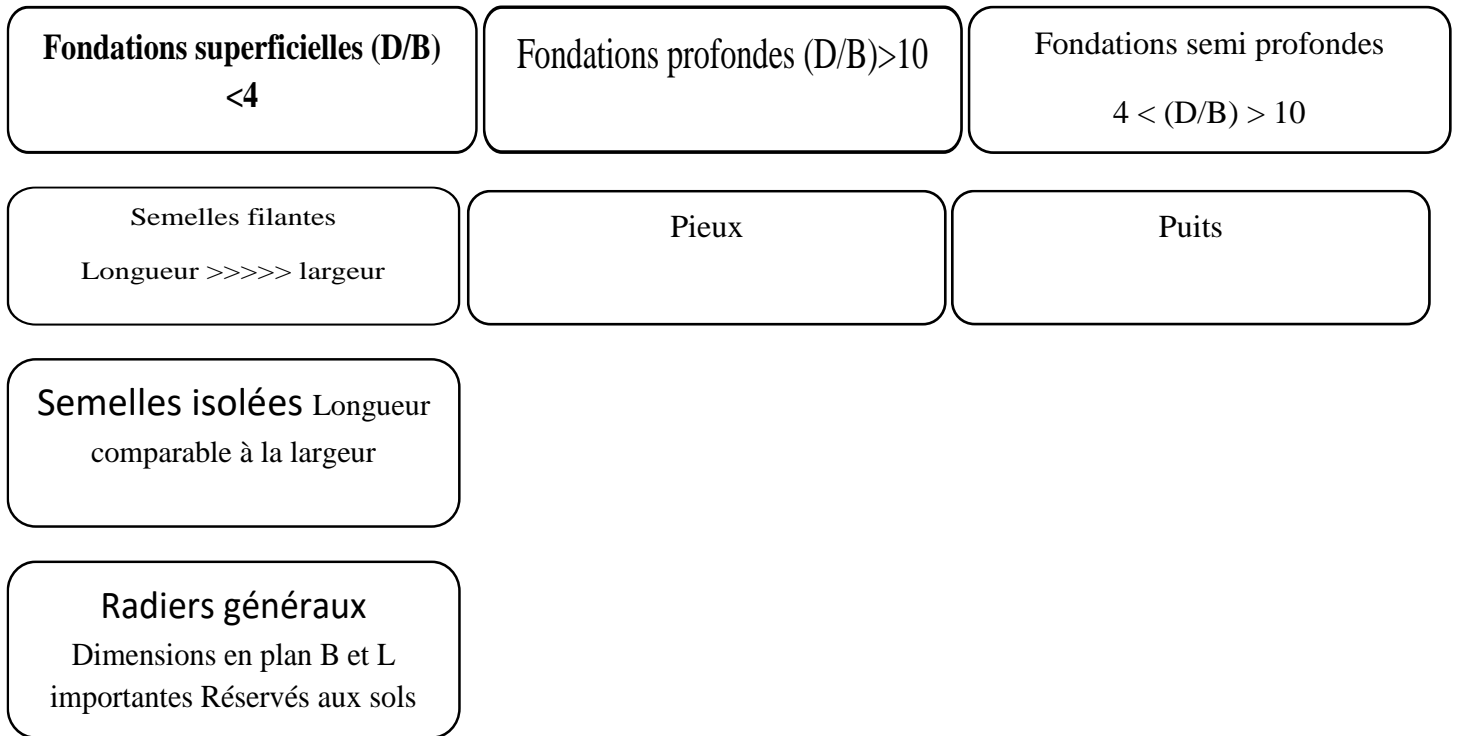 Fondations superficielles (D/B)
<4
Fondations profondes (D/B)>10
Fondations semi profondes
4 < (D/B) > 10
Semelles filantes
Longueur >>>>> largeur
Pieux
Puits
Semelles isolées Longueur
comparable à la largeur
Radiers généraux
Dimensions en plan B et L
importantes Réservés aux sols